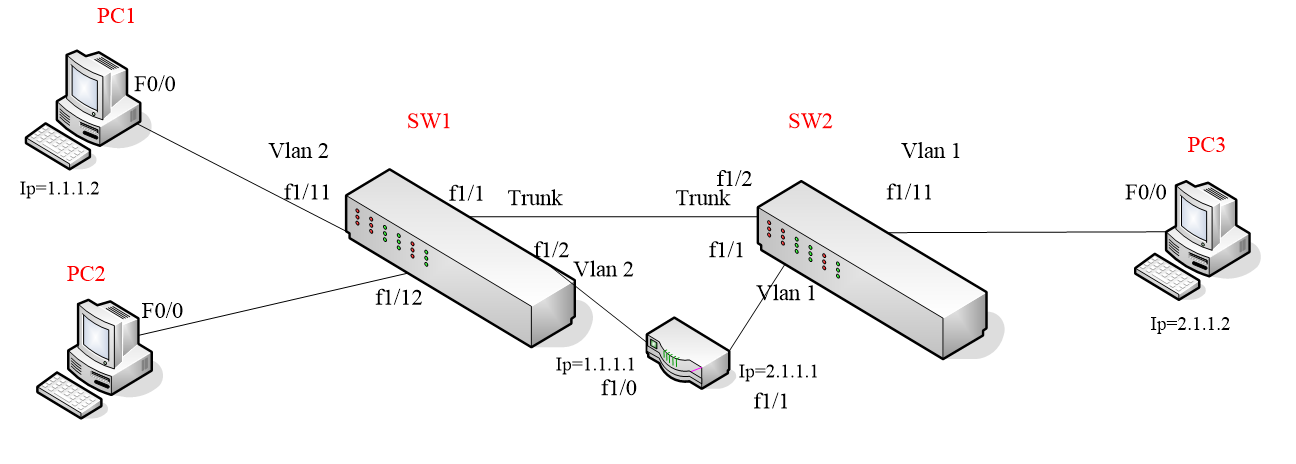 PC1
F0/0
Ip=1.1.1.2
PC2
F0/0
Vlan 2
f1/11
f1/12
SW1
f1/1
Trunk
f1/2
Vlan 2
Ip=1.1.1.1
f1/0
Ip=2.1.1.1
f1/1
SW2
f1/2
Trunk
f1/1
Vlan 1
Vlan 1
f1/11
PC3
F0/0
Ip=2.1.1.2